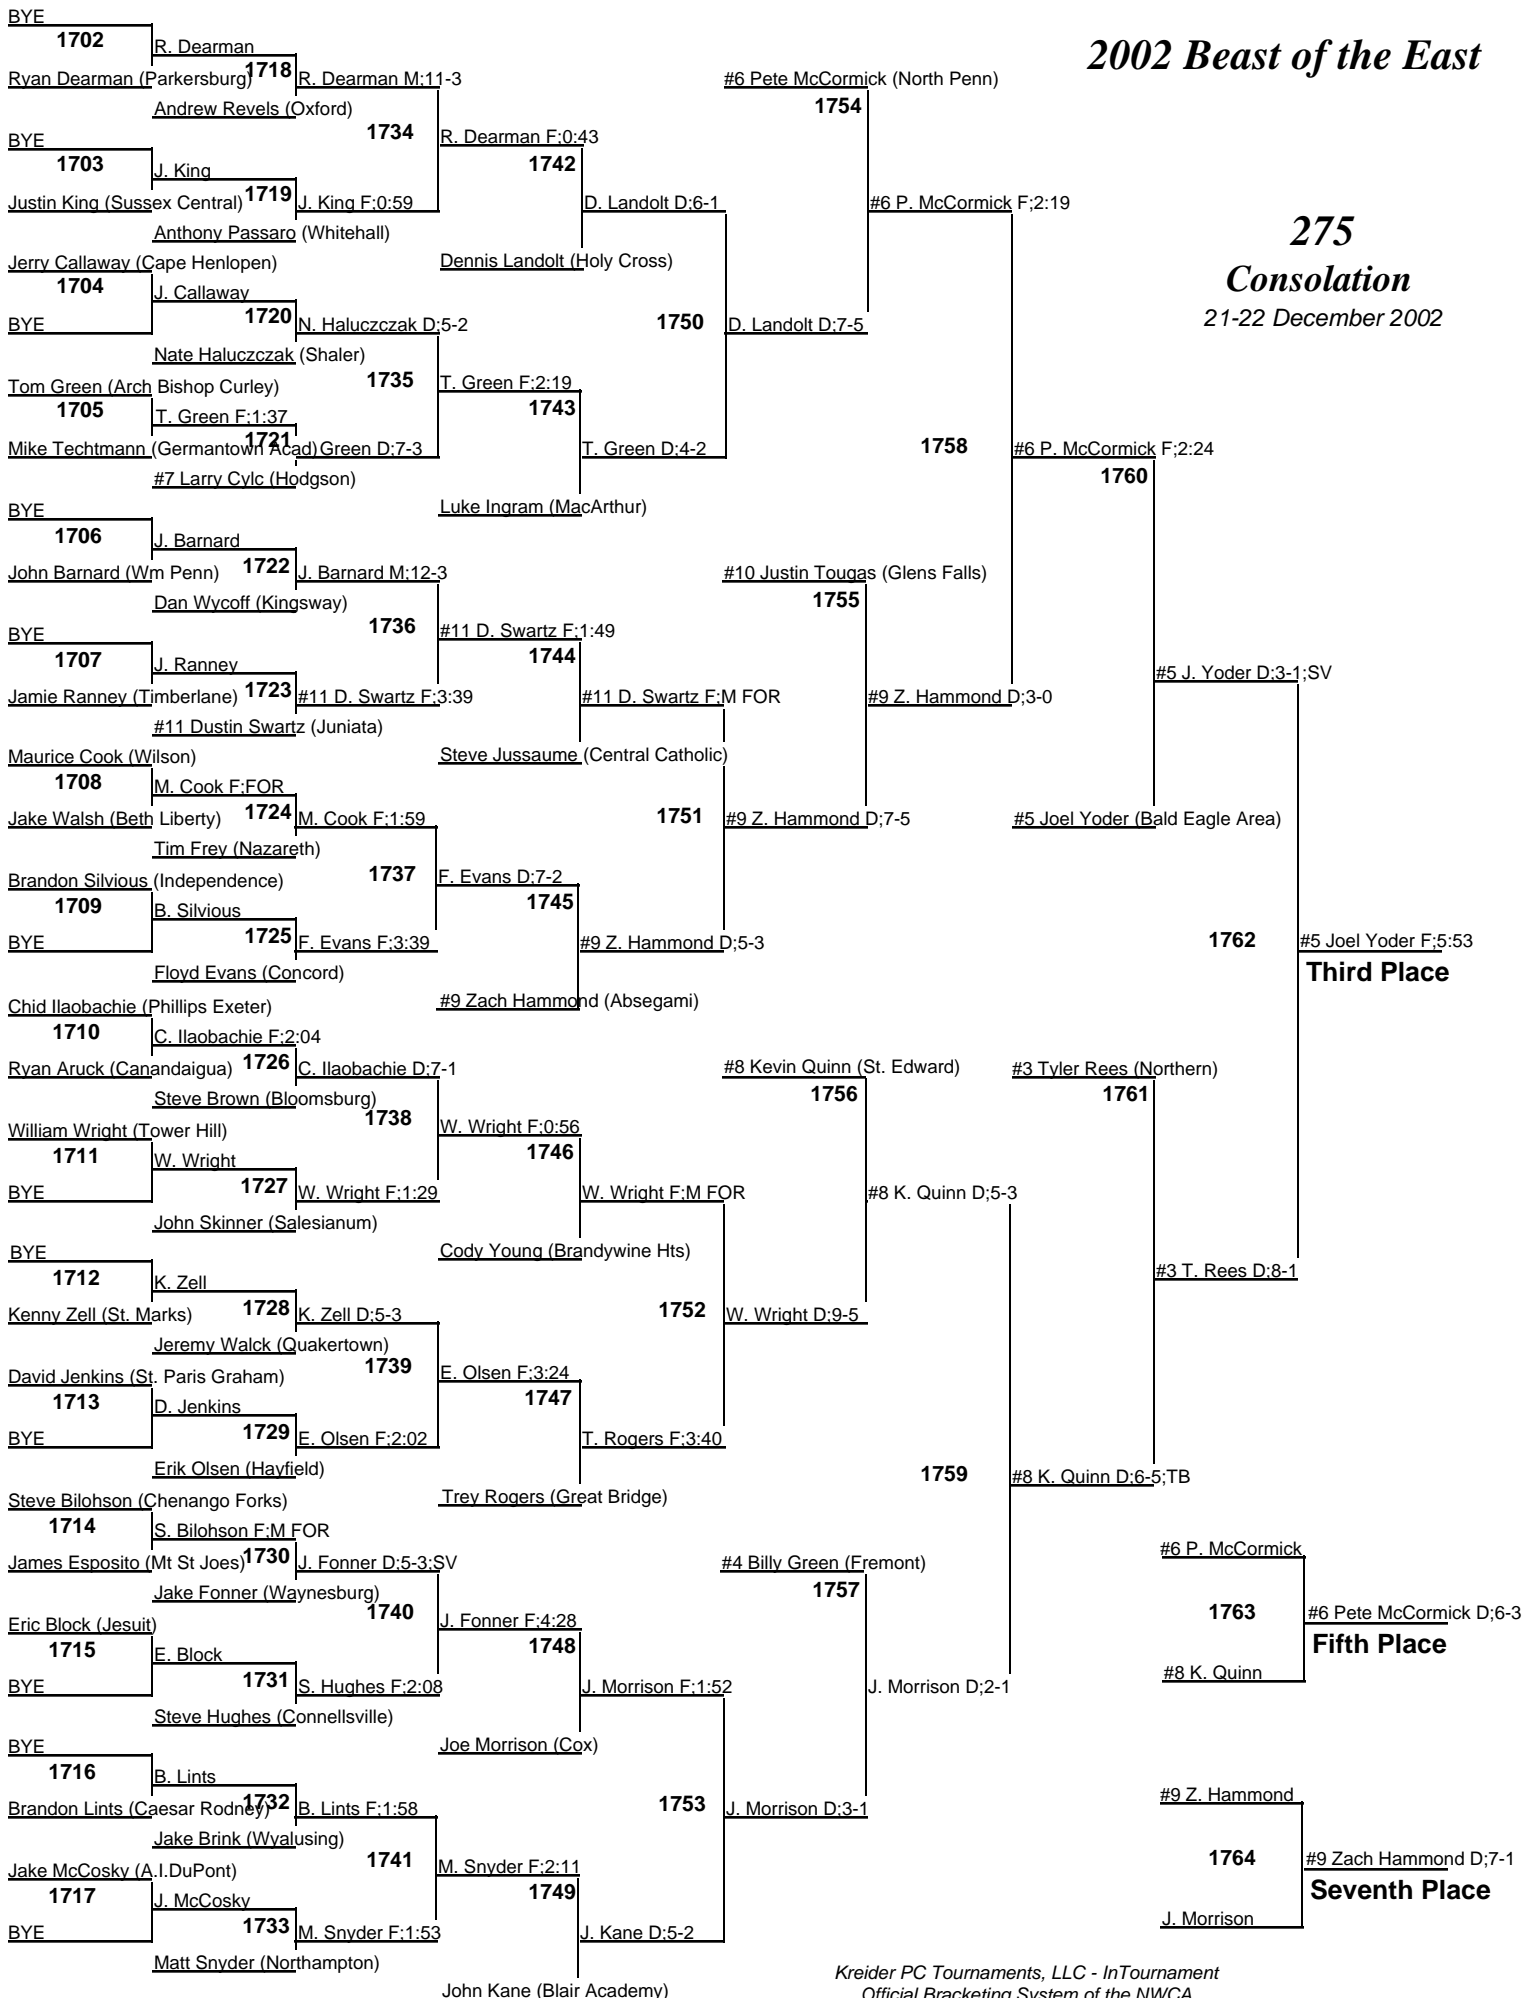 2002 Beast of the East
275
Consolation
21-22 December 2002
BYE
1702
R. Dearman
Ryan Dearman (Parkersburg)
1718
R. Dearman M;11-3
Andrew Revels (Oxford)
1734
R. Dearman F;0:43
BYE
1703
J. King
Justin King (Sussex Central)
1719
J. King F;0:59
Anthony Passaro (Whitehall)
1742
D. Landolt D;6-1
Dennis Landolt (Holy Cross)
Jerry Callaway (Cape Henlopen)
1704
J. Callaway
BYE
1720
N. Haluczczak D;5-2
Nate Haluczczak (Shaler)
1735
T. Green F;2:19
Tom Green (Arch Bishop Curley)
1705
T. Green F;1:37
Mike Techtmann (Germantown Acad)
1721
Green D;7-3
#7 Larry Cylc (Hodgson)
1743
T. Green D;4-2
Luke Ingram (MacArthur)
1750
D. Landolt D;7-5
#6 Pete McCormick (North Penn)
1754
#6 P. McCormick F;2:19
BYE
1706
J. Barnard
John Barnard (Wm Penn)
1722
J. Barnard M;12-3
Dan Wycoff (Kingsway)
1736
#11 D. Swartz F;1:49
BYE
1707
J. Ranney
Jamie Ranney (Timberlane)
1723
#11 D. Swartz F;3:39
#11 Dustin Swartz (Juniata)
1744
#11 D. Swartz F;M FOR
Steve Jussaume (Central Catholic)
Maurice Cook (Wilson)
1708
M. Cook F;FOR
Jake Walsh (Beth Liberty)
1724
M. Cook F;1:59
Tim Frey (Nazareth)
1737
F. Evans D;7-2
Brandon Silvious (Independence)
1709
B. Silvious
BYE
1725
F. Evans F;3:39
Floyd Evans (Concord)
1745
#9 Z. Hammond D;5-3
#9 Zach Hammond (Absegami)
1751
#9 Z. Hammond D;7-5
#10 Justin Tougas (Glens Falls)
1755
#9 Z. Hammond D;3-0
1758
#6 P. McCormick F;2:24
1760
#5 J. Yoder D;3-1;SV
#5 Joel Yoder (Bald Eagle Area)
1762
#5 Joel Yoder F;5:53
Third Place
Chid Ilaobachie (Phillips Exeter)
1710
C. Ilaobachie F;2:04
Ryan Aruck (Canandaigua)
1726
C. Ilaobachie D;7-1
Steve Brown (Bloomsburg)
1738
W. Wright F;0:56
William Wright (Tower Hill)
1711
W. Wright
BYE
1727
W. Wright F;1:29
John Skinner (Salesianum)
1746
W. Wright F;M FOR
Cody Young (Brandywine Hts)
BYE
1712
K. Zell
Kenny Zell (St. Marks)
1728
K. Zell D;5-3
Jeremy Walck (Quakertown)
1739
E. Olsen F;3:24
David Jenkins (St. Paris Graham)
1713
D. Jenkins
BYE
1729
E. Olsen F;2:02
Erik Olsen (Hayfield)
1747
T. Rogers F;3:40
Trey Rogers (Great Bridge)
1752
W. Wright D;9-5
#8 Kevin Quinn (St. Edward)
1756
#8 K. Quinn D;5-3
#3 Tyler Rees (Northern)
1761
#3 T. Rees D;8-1
Steve Bilohson (Chenango Forks)
1714
S. Bilohson F;M FOR
James Esposito (Mt St Joes)
1730
J. Fonner D;5-3;SV
Jake Fonner (Waynesburg)
1740
J. Fonner F;4:28
Eric Block (Jesuit)
1715
E. Block
BYE
1731
S. Hughes F;2:08
Steve Hughes (Connellsville)
1748
J. Morrison F;1:52
Joe Morrison (Cox)
BYE
1716
B. Lints
Brandon Lints (Caesar Rodney)
1732
B. Lints F;1:58
Jake Brink (Wyalusing)
1741
M. Snyder F;2:11
Jake McCosky (A.I.DuPont)
1717
J. McCosky
BYE
1733
M. Snyder F;1:53
Matt Snyder (Northampton)
1749
J. Kane D;5-2
John Kane (Blair Academy)
1753
J. Morrison D;3-1
#4 Billy Green (Fremont)
1757
J. Morrison D;2-1
1759
#8 K. Quinn D;6-5;TB
#6 P. McCormick
1763
#6 Pete McCormick D;6-3
Fifth Place
#8 K. Quinn
#9 Z. Hammond
1764
#9 Zach Hammond D;7-1
Seventh Place
J. Morrison
Kreider PC Tournaments, LLC - InTournament
Official Bracketing System of the NWCA